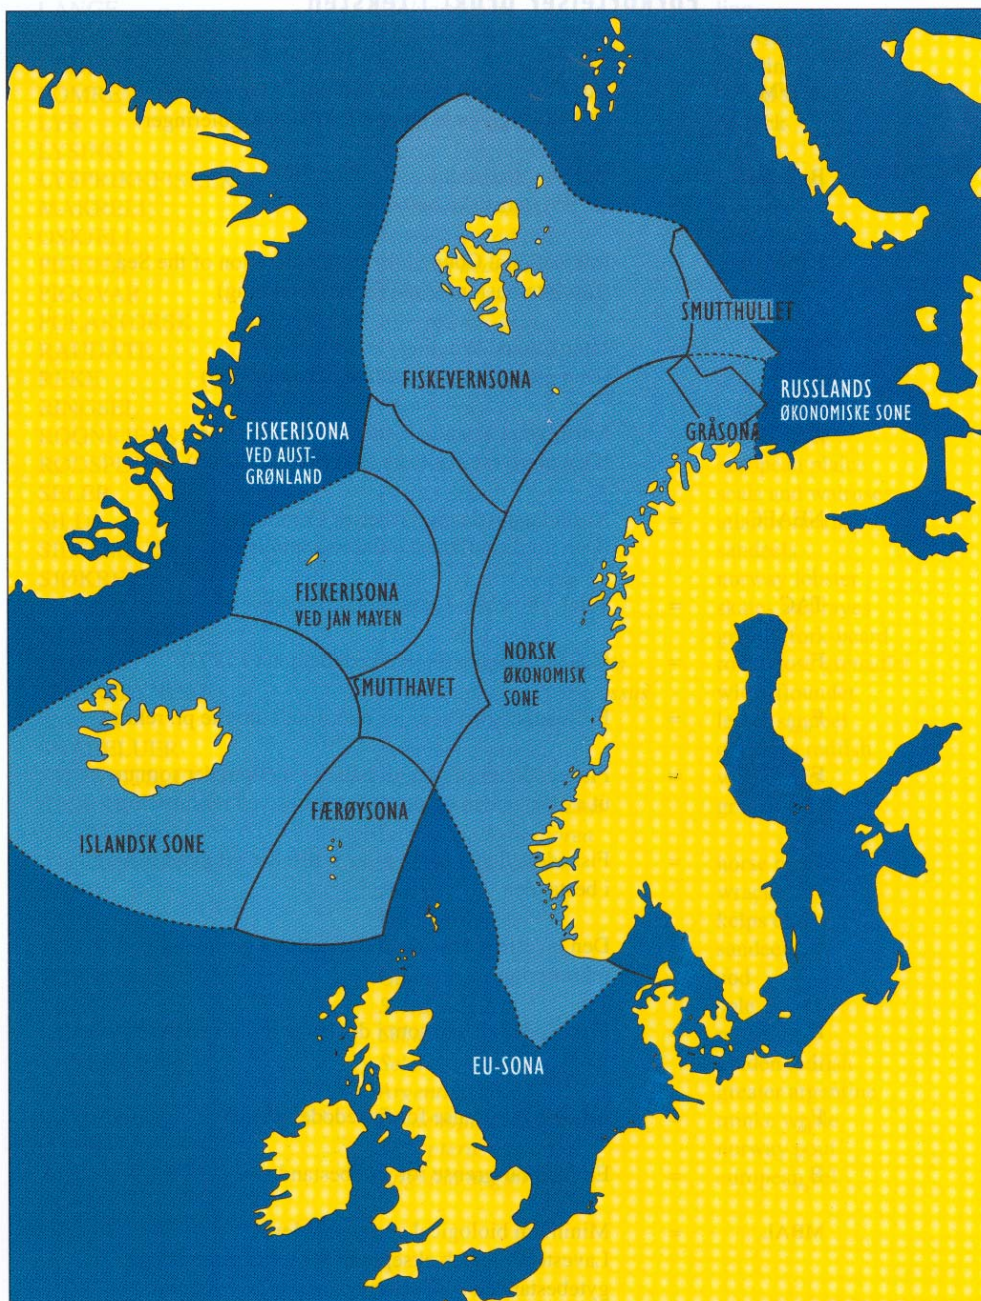 SMUTTHULLET
FISKEVERNSONA
RUSSLANDS
ØKONOMISKE SONE
FISKERISONA
VED AUST-
GRØNLAND
GRÅSONA
FISKERISONA
VED JAN MAYEN
NORSK
ØKONOMISK
SONE
SMUTTHAVET
FÆRØYSONA
ISLANDSK SONE
EU-SONA